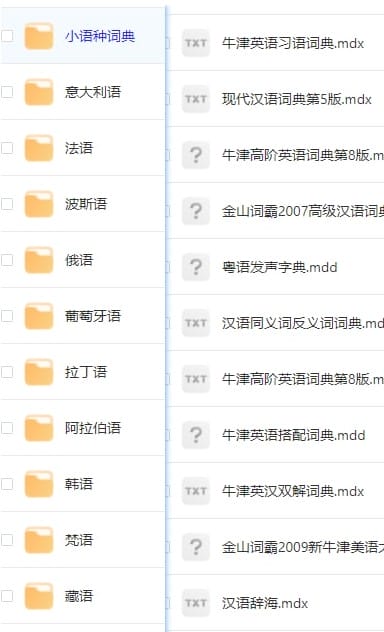 小语种词典
意大利语
法语
波斯语
俄语
葡萄牙语
拉丁语
阿拉伯语
韩语
梵语
藏语
TXT 牛津英语习语词典.mdx
TXT 现代汉语词典第5版.mdx
? 牛津高阶英语词典第8版.m
? 金山词霸2007高级汉语词典
? 粤语发声字典.mdd
TXT 汉语同义词反义词词典.md
TXT 牛津高阶英语词典第8版.m
? 牛津英语搭配词典.mdd
TXT 牛津英汉双解词典.mdx
? 金山词霸2009新牛津美语大
TXT 汉语辞海.mdx